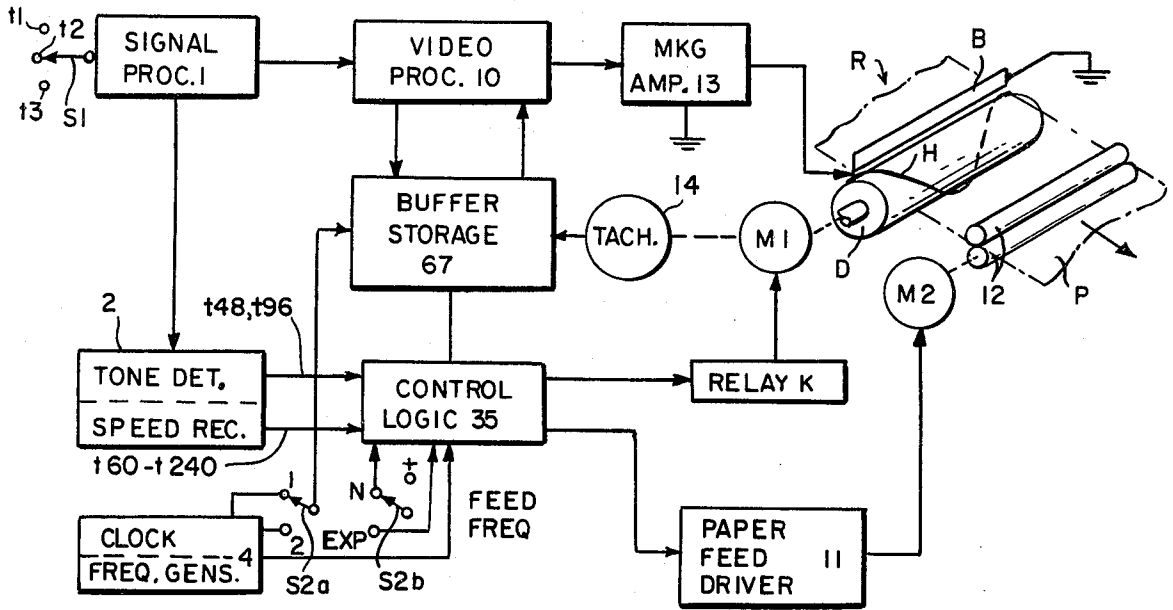 t1
t2
t3
S1
SIGNAL
PROC. 1
VIDEO
PROC. 10
MKG
AMP. 13
R
B
H
D
BUFFER
STORAGE
67
14
TACH.
M1
M2
12
P
2
t48, t96
TONE DET.
SPEED REC.
t60-t240
CONTROL
LOGIC 35
RELAY K
1
2
S2a
N
+
EXP
S2b
FEED
FREQ
CLOCK
4
FREQ. GENS.
PAPER
FEED 11
DRIVER